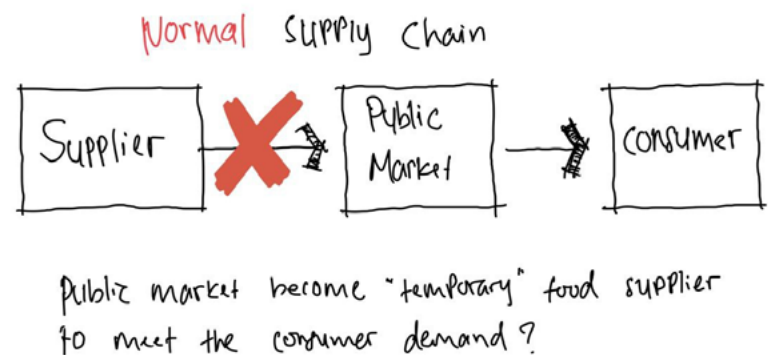 Normal Supply Chain
Supplier
Public
Market
Consumer
Public market become "temporary" food supplier
to meet the consumer demand?